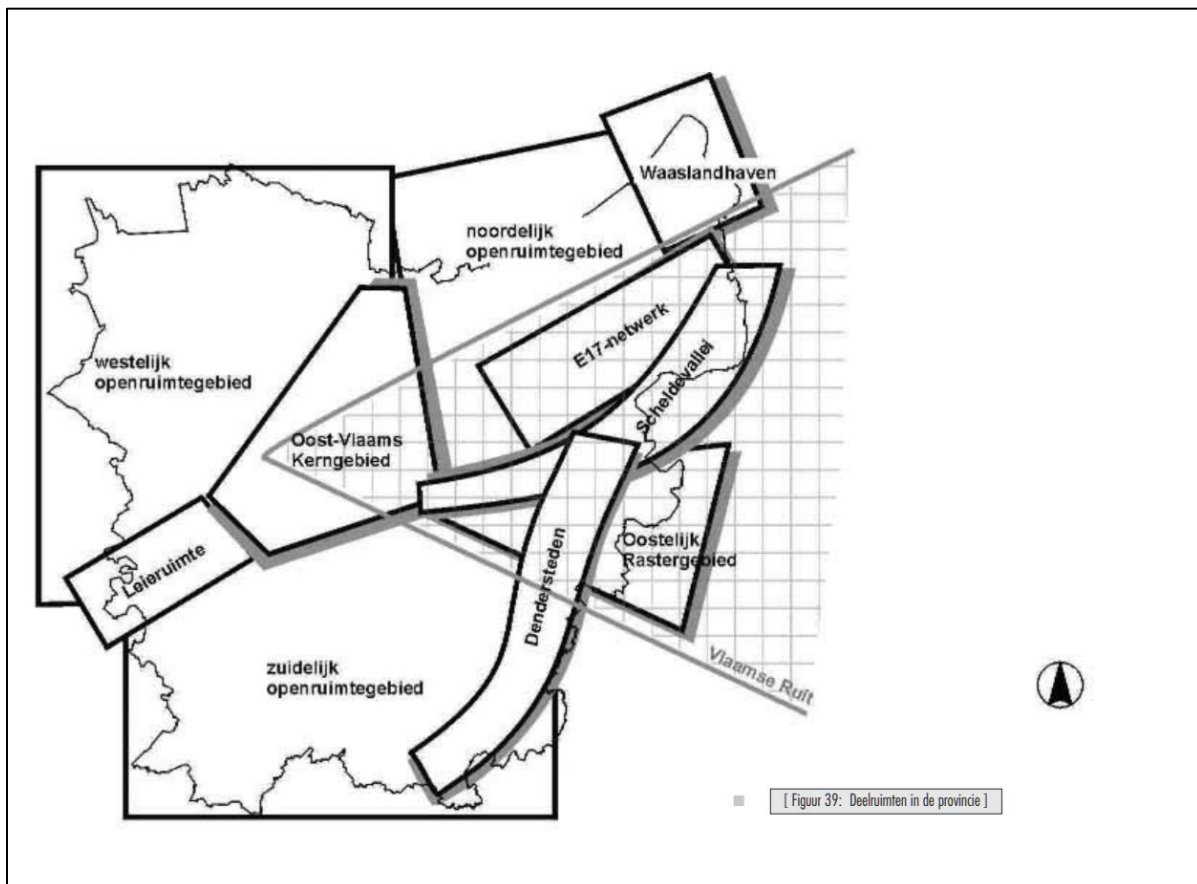 Waaslandhaven
noordelijk
openruimtegebied
E17-netwerk
westelijk
openruimtegebied
Scheldevallei
Oost-Vlaams
Kerngebied
Oostelijk
Rastergebied
Leieruimte
Dendersteden
zuidelijk
openruimtegebied
Vlaamse Ruit
[ Figuur 39: Deelruimten in de provincie ]